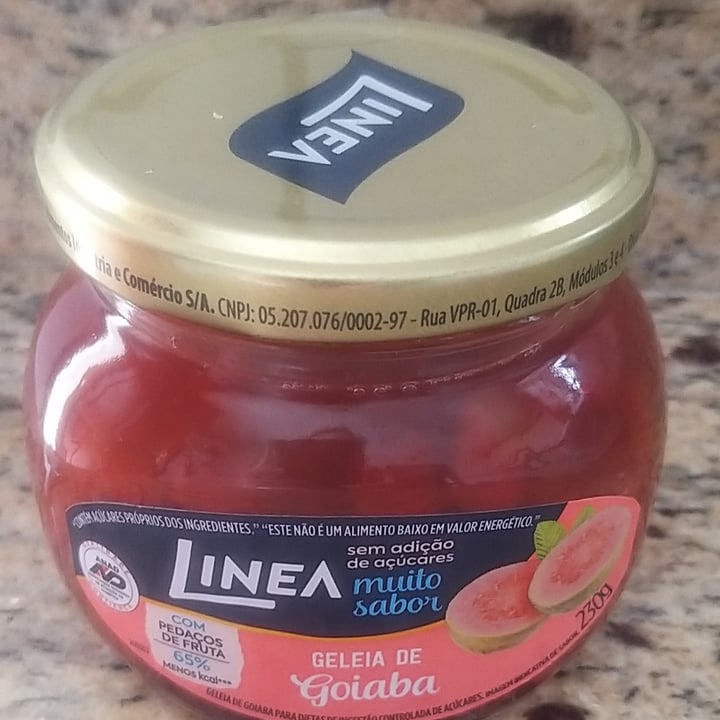 LINEA
ria e Comércio S/A. CNPJ: 05.207.076/0002-97 - Rua VPR-01, Quadra 2B, Módulos 3 e 4 -
"CONTÉM AÇÚCARES PRÓPRIOS DOS INGREDIENTES." "ESTE NÃO É UM ALIMENTO BAIXO EM VALOR ENERGÉTICO."
ANAD
LINEA
sem adição
de açúcares
muito
sabor
COM
PEDAÇOS
DE FRUTA
65%
MENOS kcal***
230g
GELEIA DE
Goiaba
GELEIA DE GOIABA PARA DIETAS DE INGESTÃO CONTROLADA DE AÇÚCARES. IMAGEM INDICATIVA DE SABOR.